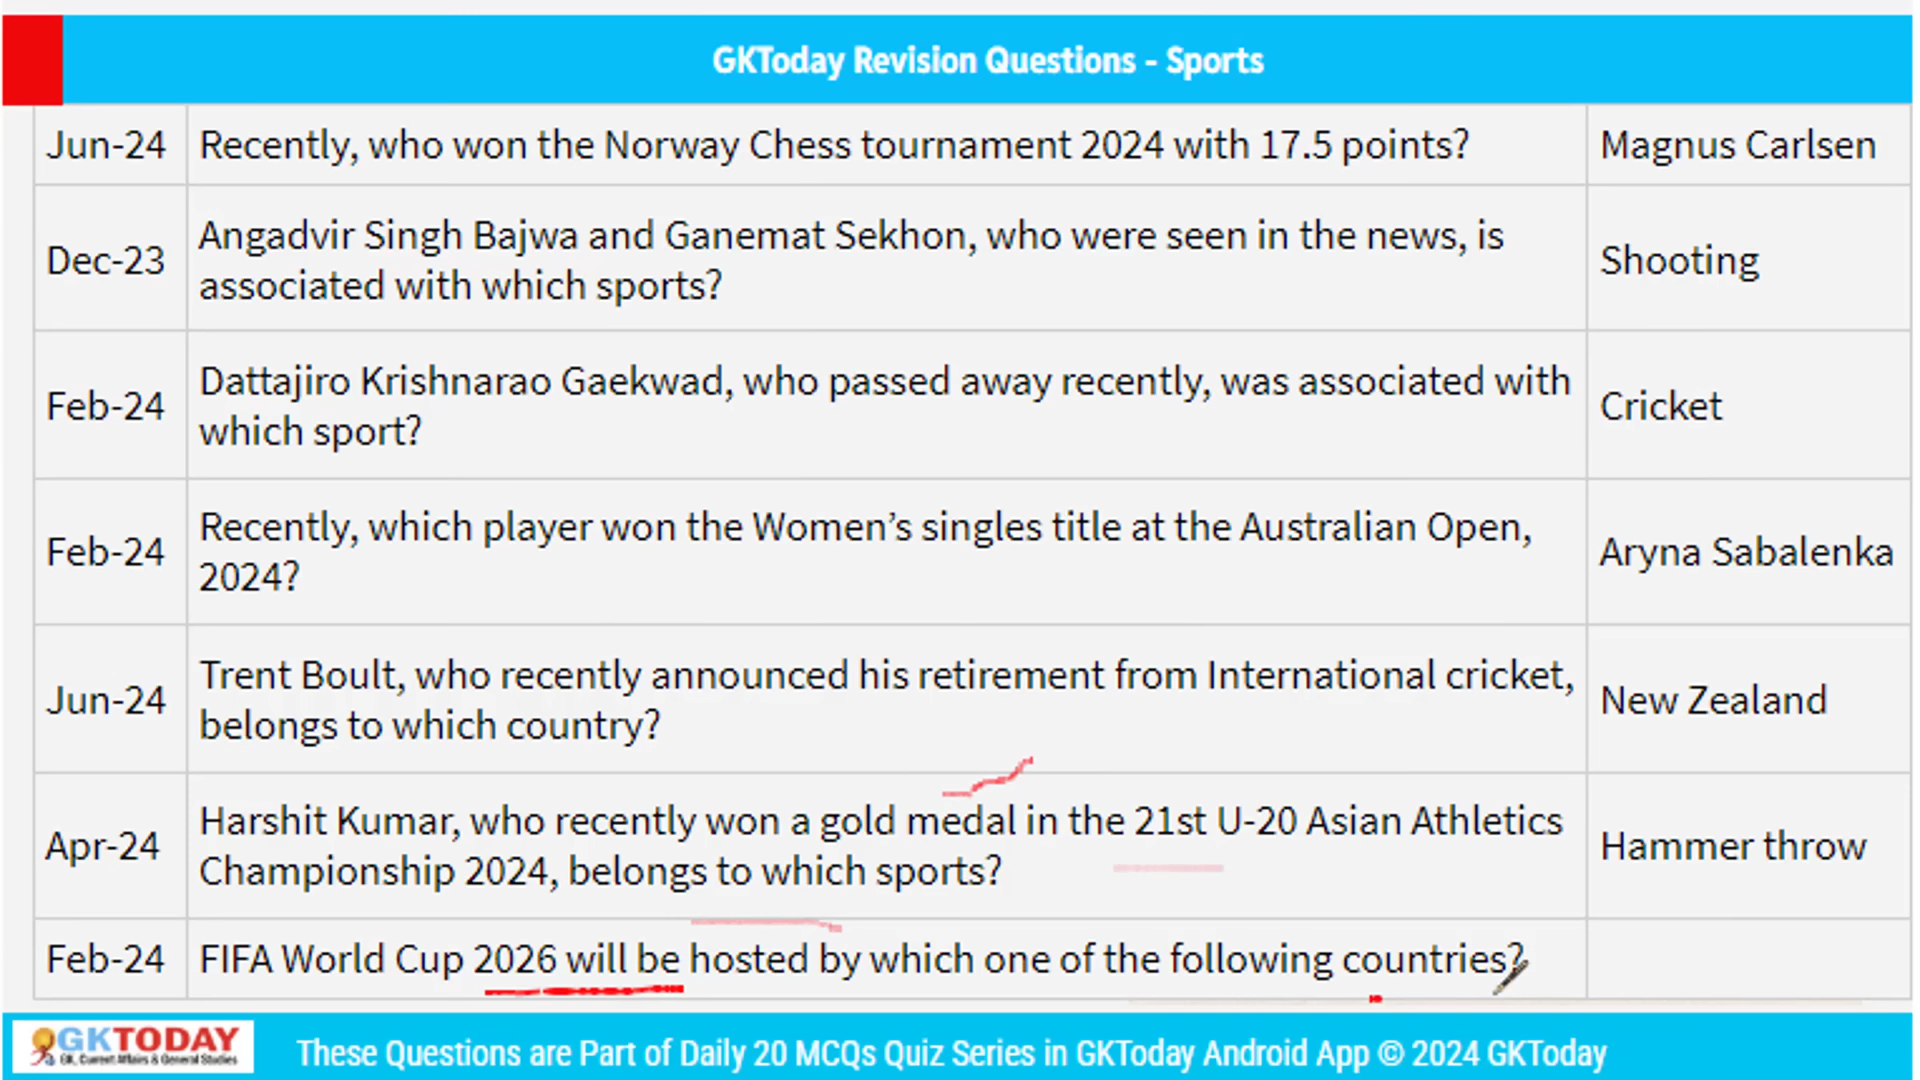 GKToday Revision Questions - Sports
Jun-24
Recently, who won the Norway Chess tournament 2024 with 17.5 points?
Magnus Carlsen
Dec-23
Angadvir Singh Bajwa and Ganemat Sekhon, who were seen in the news, is
associated with which sports?
Shooting
Feb-24
Dattajiro Krishnarao Gaekwad, who passed away recently, was associated with
which sport?
Cricket
Feb-24
Recently, which player won the Women's singles title at the Australian Open,
2024?
Aryna Sabalenka
Jun-24
Trent Boult, who recently announced his retirement from International cricket,
belongs to which country?
New Zealand
Apr-24
Harshit Kumar, who recently won a gold medal in the 21st U-20 Asian Athletics
Championship 2024, belongs to which sports?
Hammer throw
Feb-24
FIFA World Cup 2026 will be hosted by which one of the following countries?
GKTODAY
GK, Current Affairs & General Studies
These Questions are Part of Daily 20 MCQs Quiz Series in GKToday Android App © 2024 GKToday